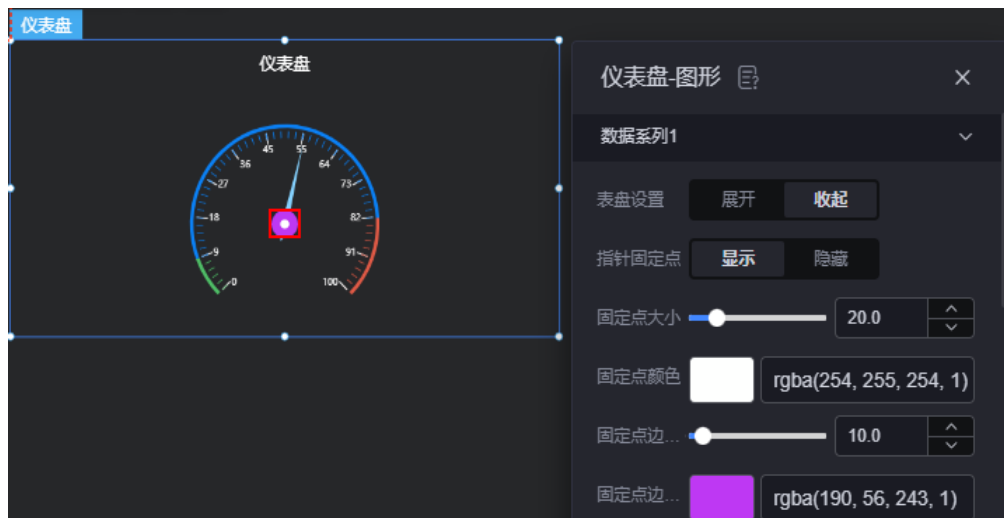 仪表盘
仪表盘
45
55
36
64
27
73
18
82
9
91
0
100
仪表盘-图形
数据系列1
表盘设置 展开 收起
指针固定点 显示 隐藏
固定点大小 20.0
固定点颜色 rgba(254, 255, 254, 1)
固定点边... 10.0
固定点边... rgba(190, 56, 243, 1)